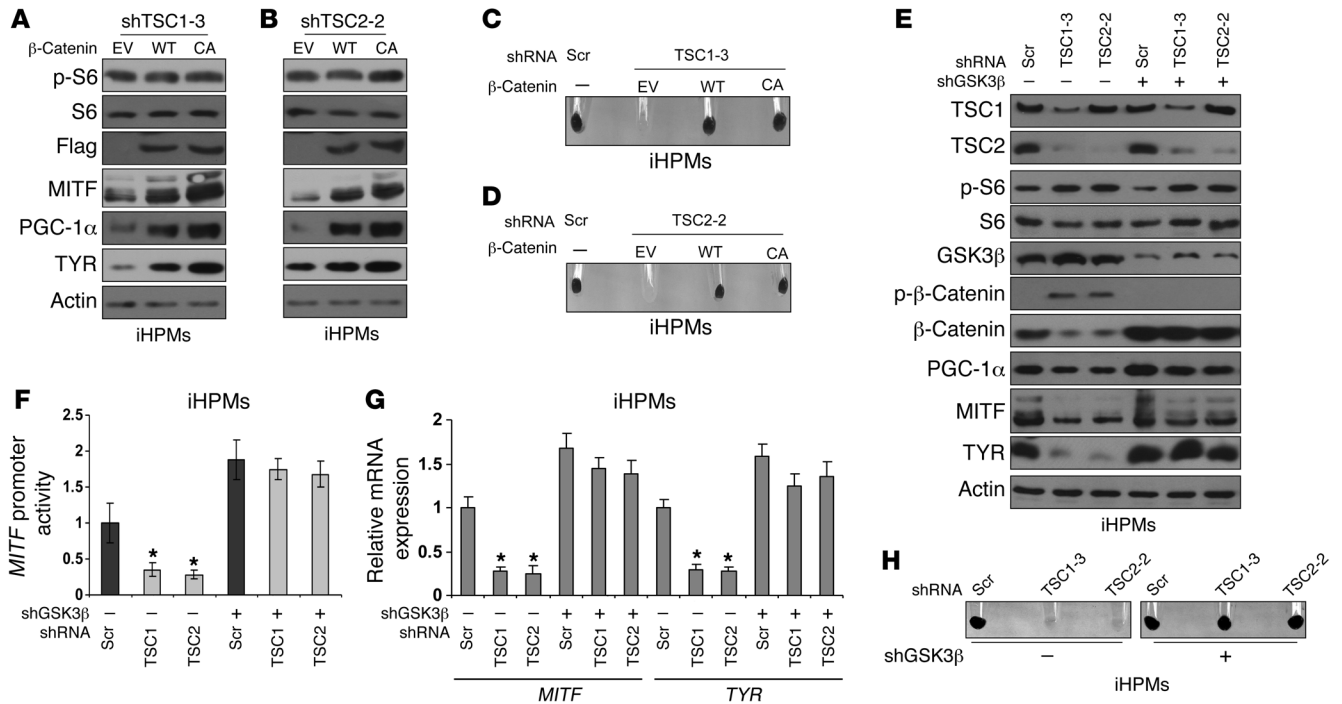 A
shTSC1-3
β-Catenin EV WT CA
p-S6
S6
Flag
MITF
PGC-1α
TYR
Actin
iHPMs
B
shTSC2-2
EV WT CA
iHPMs
C
shRNA Scr TSC1-3
β-Catenin – EV WT CA
iHPMs
D
shRNA Scr TSC2-2
β-Catenin – EV WT CA
iHPMs
E
shRNA Scr TSC1-3 TSC2-2 Scr TSC1-3 TSC2-2
shGSK3β – – – + + +
TSC1
TSC2
p-S6
S6
GSK3β
p-β-Catenin
β-Catenin
PGC-1α
MITF
TYR
Actin
iHPMs
F
iHPMs
MITF promoter
activity
2.5
2
1.5
1
0.5
0
* *
shGSK3β – – – + + +
shRNA Scr TSC1 TSC2 Scr TSC1 TSC2
G
iHPMs
Relative mRNA
expression
2
1.5
1
0.5
0
* * * *
shGSK3β – – – + + + – – – + + +
shRNA Scr TSC1 TSC2 Scr TSC1 TSC2 Scr TSC1 TSC2 Scr TSC1 TSC2
MITF TYR
H
shRNA Scr TSC1-3 TSC2-2 Scr TSC1-3 TSC2-2
shGSK3β – +
iHPMs